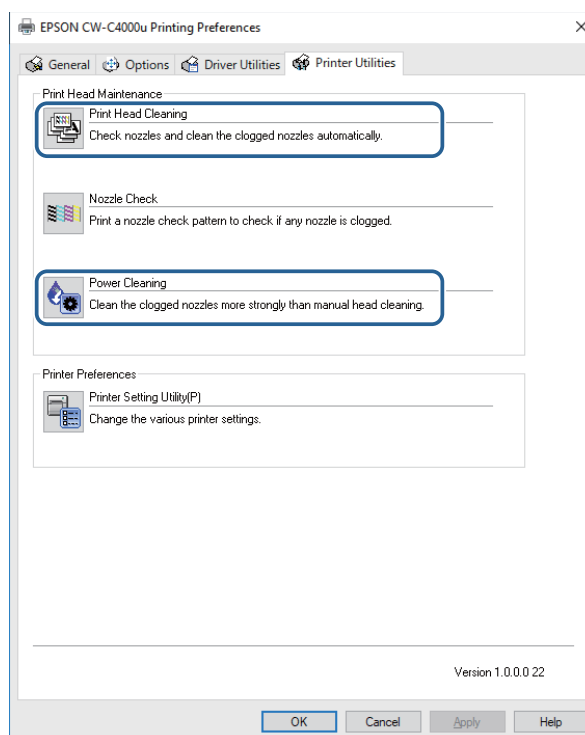 EPSON CW-C4000u Printing Preferences
General Options Driver Utilities Printer Utilities
Print Head Maintenance
Print Head Cleaning
Check nozzles and clean the clogged nozzles automatically.
Nozzle Check
Print a nozzle check pattern to check if any nozzle is clogged.
Power Cleaning
Clean the clogged nozzles more strongly than manual head cleaning.
Printer Preferences
Printer Setting Utility(P)
Change the various printer settings.
Version 1.0.0.0 22
OK Cancel Apply Help